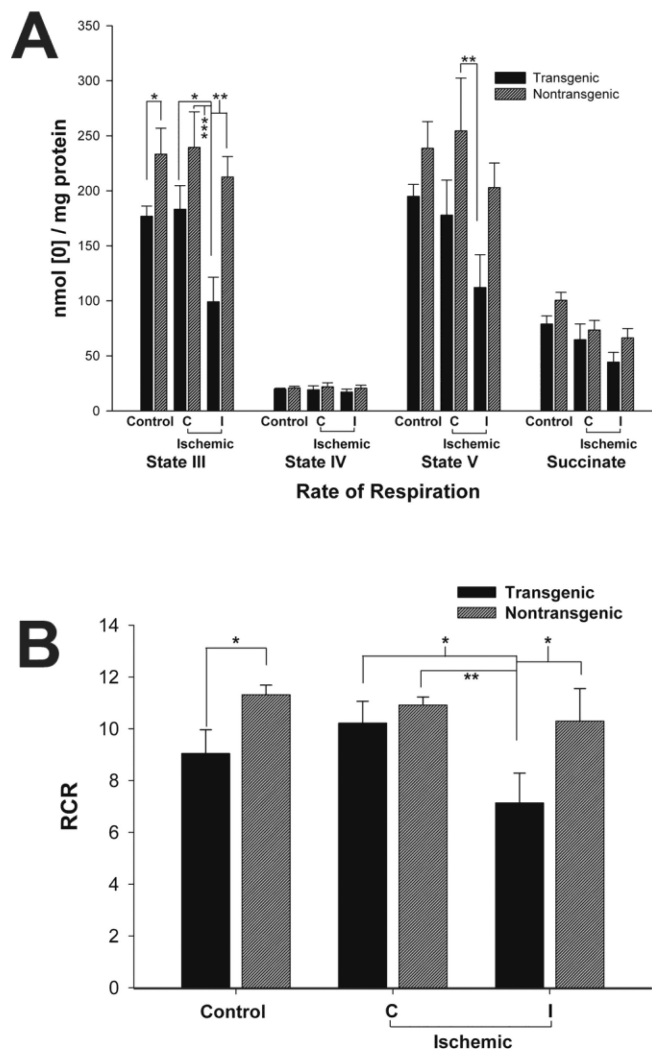 A
350
300
250
200
150
100
50
0
nmol [0] / mg protein
Transgenic
Nontransgenic
* * ** ***
**
Control C I Control C I Control C I Control C I
Ischemic Ischemic Ischemic Ischemic
State III State IV State V Succinate
Rate of Respiration
B
Transgenic
Nontransgenic
14
12
10
8
6
4
2
0
RCR
* * *
**
Control C I
Ischemic